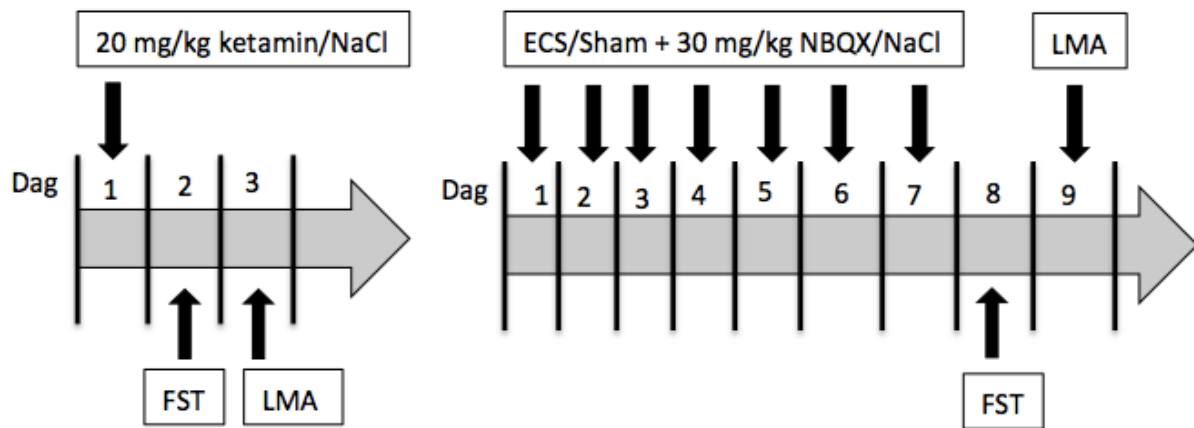 20 mg/kg ketamin/NaCl
Dag 1 2 3
FST LMA
ECS/Sham + 30 mg/kg NBQX/NaCl
LMA
Dag 1 2 3 4 5 6 7 8 9
FST